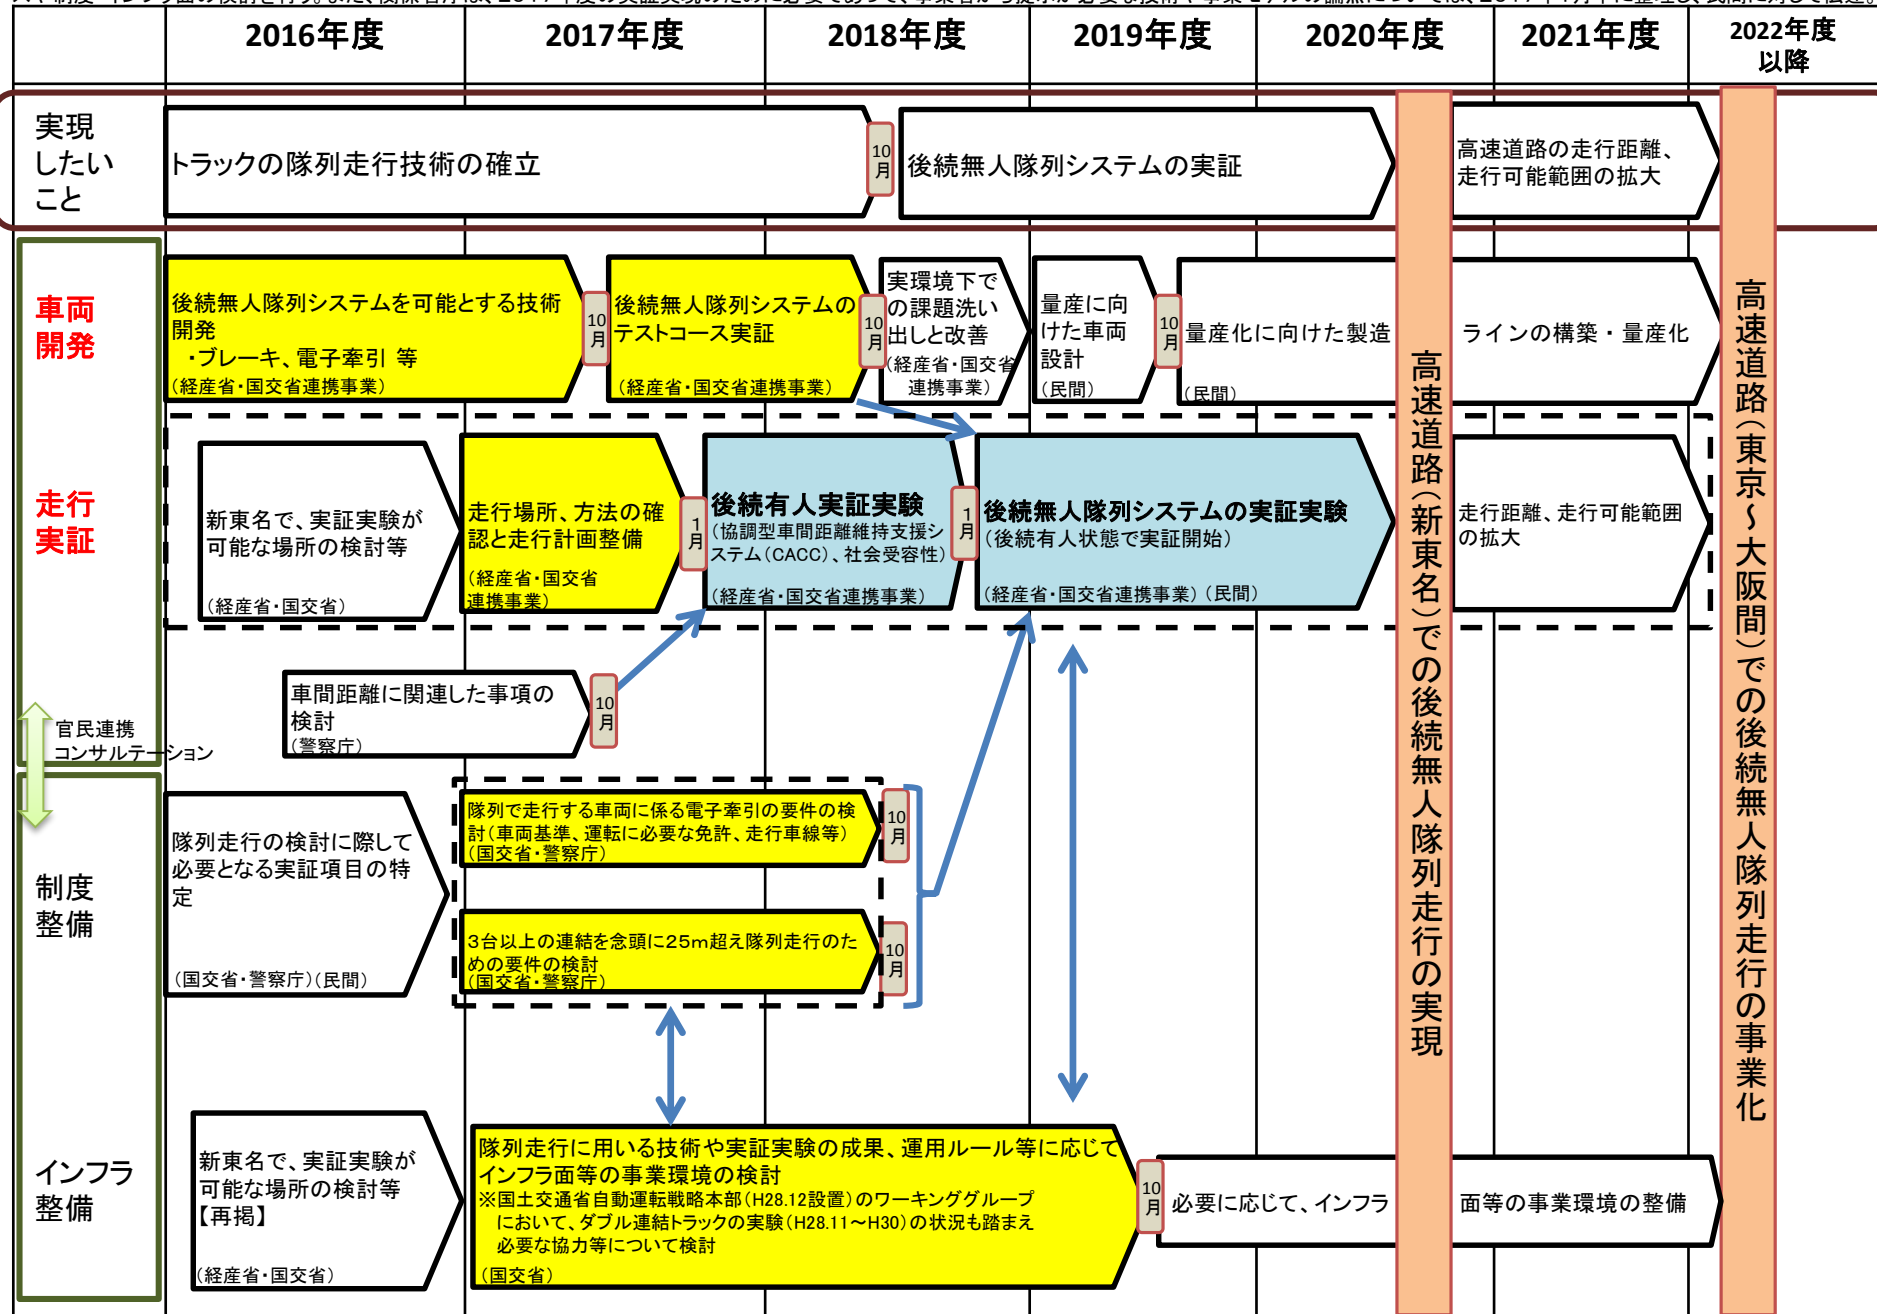 2016年度
2017年度
2018年度
2019年度
2020年度
2021年度
2022年度
以降
実現
したい
こと
トラックの隊列走行技術の確立
10
月
後続無人隊列システムの実証
高速道路の走行距離、
走行可能範囲の拡大
車両
開発
後続無人隊列システムを可能とする技術
開発
・ブレーキ、電子牽引 等
(経産省・国交省連携事業)
10
月
後続無人隊列システムの
テストコース実証
(経産省・国交省連携事業)
10
月
実環境下で
の課題洗い
出しと改善
(経産省・国交省
連携事業)
量産に向
けた車両
設計
(民間)
10
月
量産化に向けた製造
ラインの構築・量産化
(民間)
走行
実証
新東名で、実証実験が
可能な場所の検討等
(経産省・国交省)
走行場所、方法の確
認と走行計画整備
(経産省・国交省
連携事業)
1
月
後続有人実証実験
(協調型車間距離維持支援シ
ステム(CACC)、社会受容性)
(経産省・国交省連携事業)
1
月
後続無人隊列システムの実証実験
(後続有人状態で実証開始)
(経産省・国交省連携事業)(民間)
走行距離、走行可能範囲
の拡大
車間距離に関連した事項の
検討
(警察庁)
10
月
官民連携
コンサルテーション
制度
整備
隊列走行の検討に際して
必要となる実証項目の特
定
(国交省・警察庁)(民間)
隊列で走行する車両に係る電子牽引の要件の検
討(車両基準、運転に必要な免許、走行車線等)
(国交省・警察庁)
10
月
3台以上の連結を念頭に25m超え隊列走行のた
めの要件の検討
(国交省・警察庁)
10
月
インフラ
整備
新東名で、実証実験が
可能な場所の検討等
【再掲】
(経産省・国交省)
隊列走行に用いる技術や実証実験の成果、運用ルール等に応じて
インフラ面等の事業環境の検討
※国土交通省自動運転戦略本部(H28.12設置)のワーキンググループ
において、ダブル連結トラックの実験(H28.11～H30)の状況も踏まえ
必要な協力等について検討
(国交省)
10
月
必要に応じて、インフラ
面等の事業環境の整備
高速道路(新東名)での後続無人隊列走行の実現
高速道路(東京～大阪間)での後続無人隊列走行の事業化